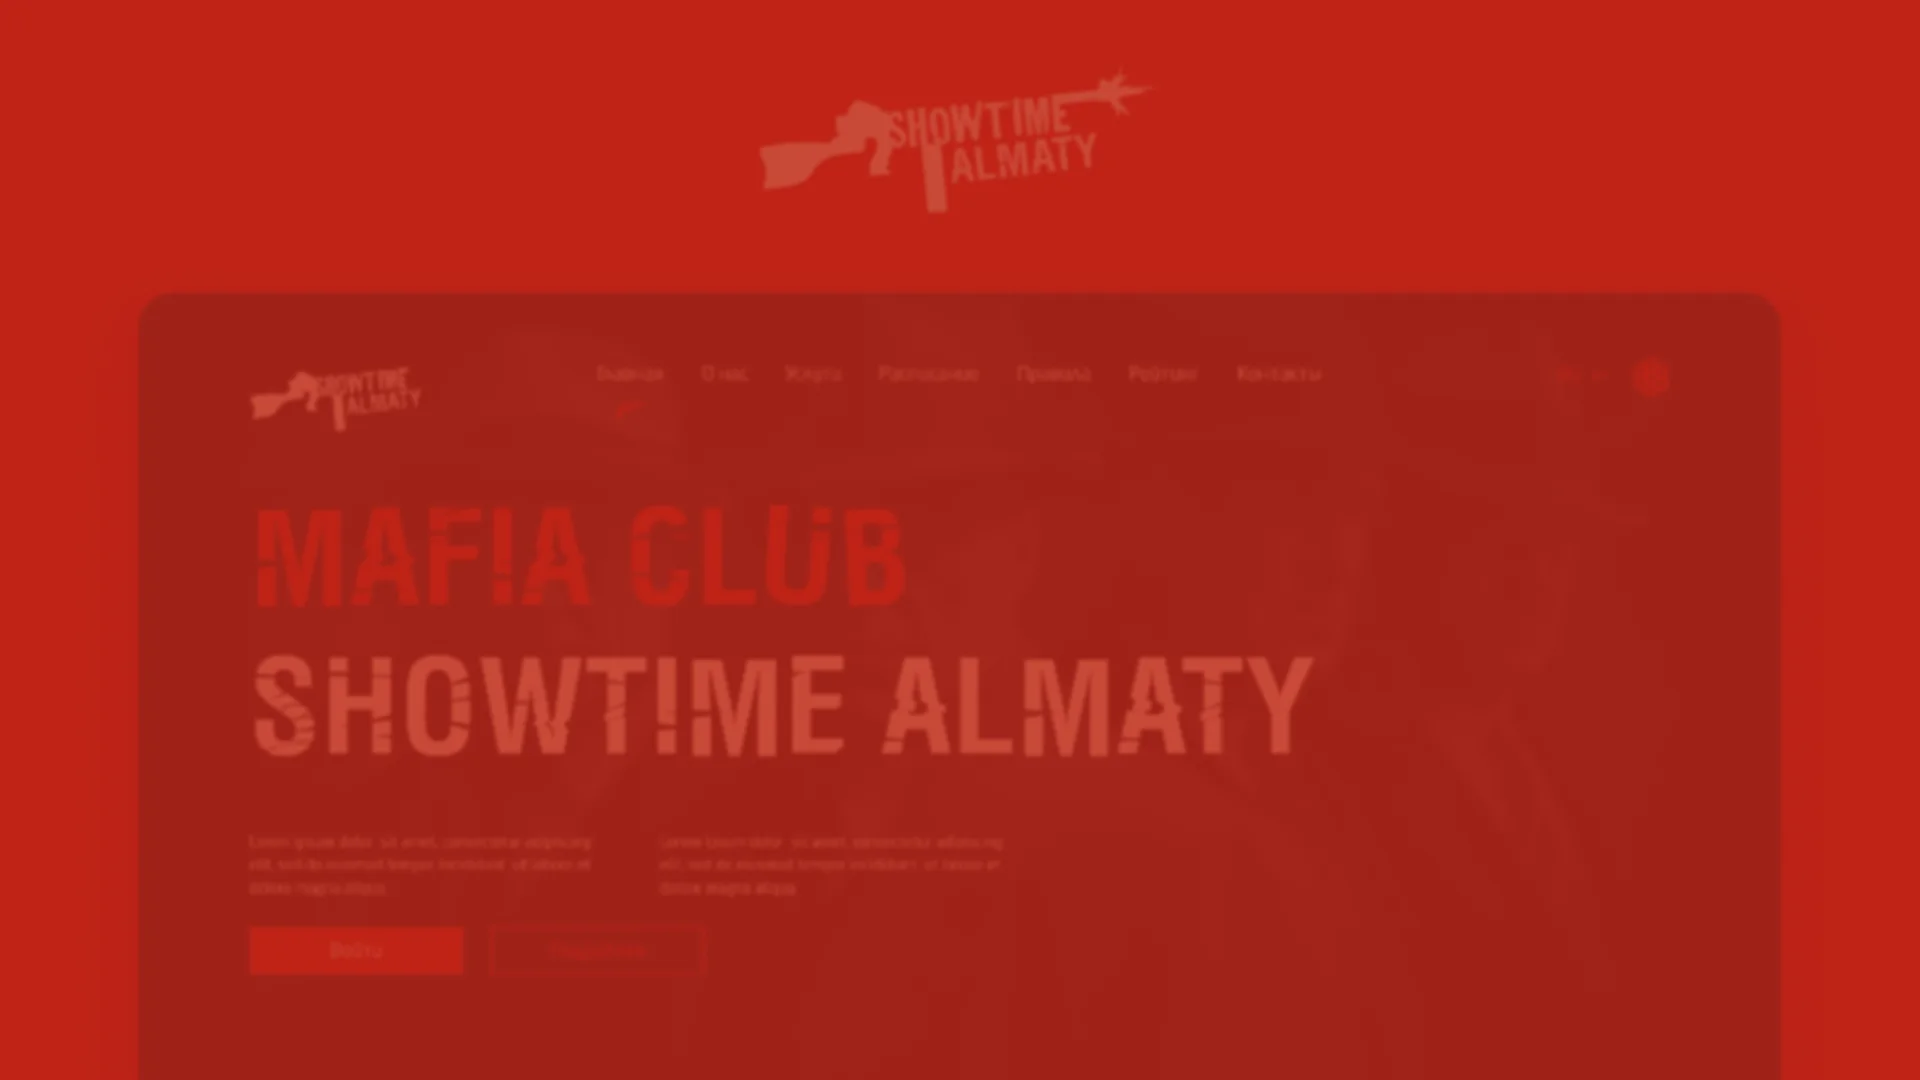 SHOWTIME
ALMATY
SHOWTIME
ALMATY
Главная О нас Услуги Расписание Правила Рейтинг Контакты
MAFIA CLUB
SHOWTIME ALMATY
Lorem ipsum dolor sit amet, consectetur adipiscing
elit, sed do eiusmod tempor incididunt ut labore et
dolore magna aliqua
Lorem ipsum dolor sit amet, consectetur adipiscing
elit, sed do eiusmod tempor incididunt ut labore et
dolore magna aliqua
Войти